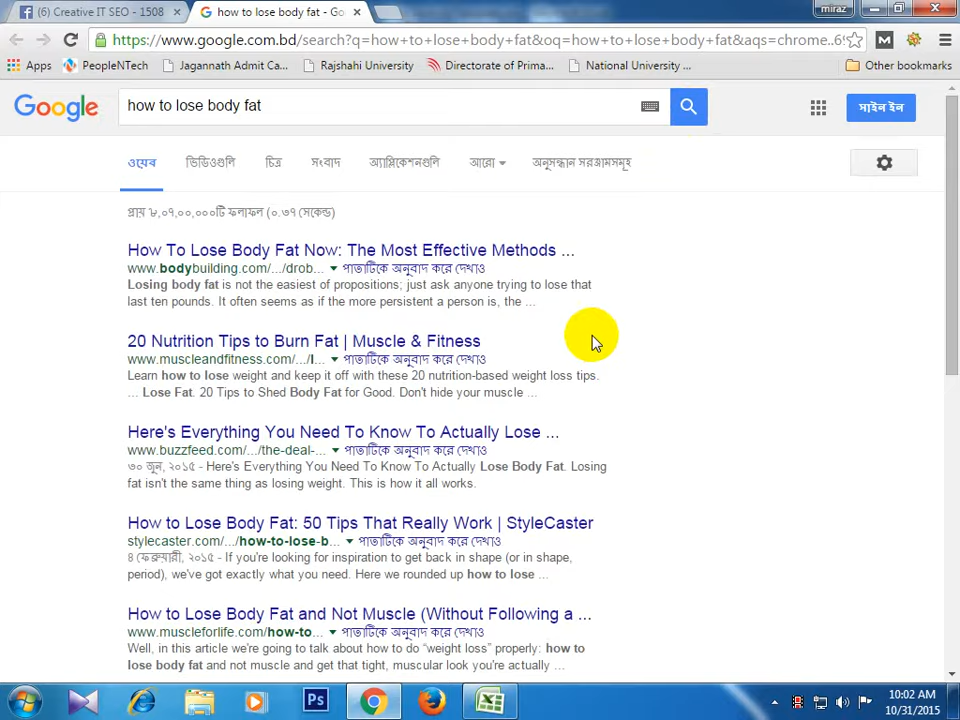 (6) Creative IT SEO - 1508
how to lose body fat - Go
miraz
https://www.google.com.bd/search?q=how+to+lose+body+fat&oq=how+to+lose+body+fat&aqs=chrome..69
Apps PeopleNTech Jagannath Admit Ca... Rajshahi University Directorate of Prima... National University ... Other bookmarks
Google how to lose body fat সাইন ইন
ওয়েব ভিডিওগুলি চিত্র সংবাদ অ্যাপ্লিকেশনগুলি আরো অনুসন্ধান সরঞ্জামসমূহ
প্রায় ৮,০৭,০০,০০০টি ফলাফল (০.৩৭ সেকেন্ড)
How To Lose Body Fat Now: The Most Effective Methods ...
www.bodybuilding.com/.../drob... পাতাটিকে অনুবাদ করে দেখাও
Losing body fat is not the easiest of propositions; just ask anyone trying to lose that
last ten pounds. It often seems as if the more persistent a person is, the ...
20 Nutrition Tips to Burn Fat | Muscle & Fitness
www.muscleandfitness.com/.../l... পাতাটিকে অনুবাদ করে দেখাও
Learn how to lose weight and keep it off with these 20 nutrition-based weight loss tips.
... Lose Fat. 20 Tips to Shed Body Fat for Good. Don't hide your muscle ...
Here's Everything You Need To Know To Actually Lose ...
www.buzzfeed.com/.../the-deal-... পাতাটিকে অনুবাদ করে দেখাও
৩০ জুন, ২০১৫ - Here's Everything You Need To Know To Actually Lose Body Fat. Losing
fat isn't the same thing as losing weight. This is how it all works.
How to Lose Body Fat: 50 Tips That Really Work | StyleCaster
stylecaster.com/.../how-to-lose-b... পাতাটিকে অনুবাদ করে দেখাও
৪ ফেব্রুয়ারী, ২০১৫ - If you're looking for inspiration to get back in shape (or in shape,
period), we've got exactly what you need. Here we rounded up how to lose ...
How to Lose Body Fat and Not Muscle (Without Following a ...
www.muscleforlife.com/how-to... পাতাটিকে অনুবাদ করে দেখাও
Well, in this article we're going to talk about how to do “weight loss” properly: how to
lose body fat and not muscle and get that tight, muscular look you're actually ...
Ps
10:02 AM
10/31/2015